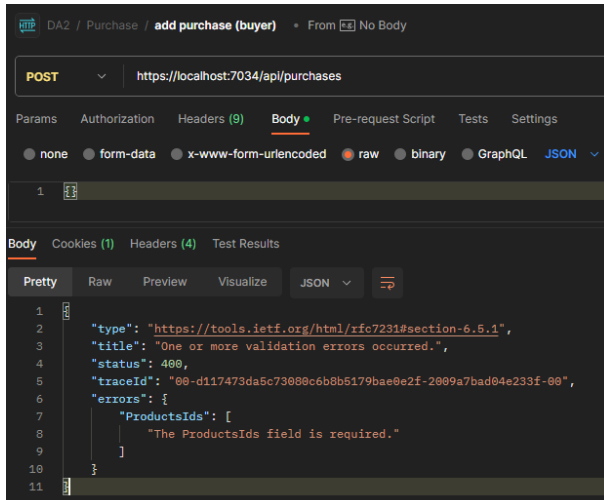 HTTP DA2 / Purchase / add purchase (buyer) • From e.g. No Body
POST https://localhost:7034/api/purchases
Params Authorization Headers (9) Body Pre-request Script Tests Settings
none form-data x-www-form-urlencoded raw binary GraphQL JSON
1 {}
Body Cookies (1) Headers (4) Test Results
Pretty Raw Preview Visualize JSON
1 {
2 "type": "https://tools.ietf.org/html/rfc7231#section-6.5.1",
3 "title": "One or more validation errors occurred.",
4 "status": 400,
5 "traceId": "00-d117473da5c73080c6b8b5179bae0e2f-2009a7bad04e233f-00",
6 "errors": {
7 "ProductsIds": [
8 "The ProductsIds field is required."
9 ]
10 }
11 }